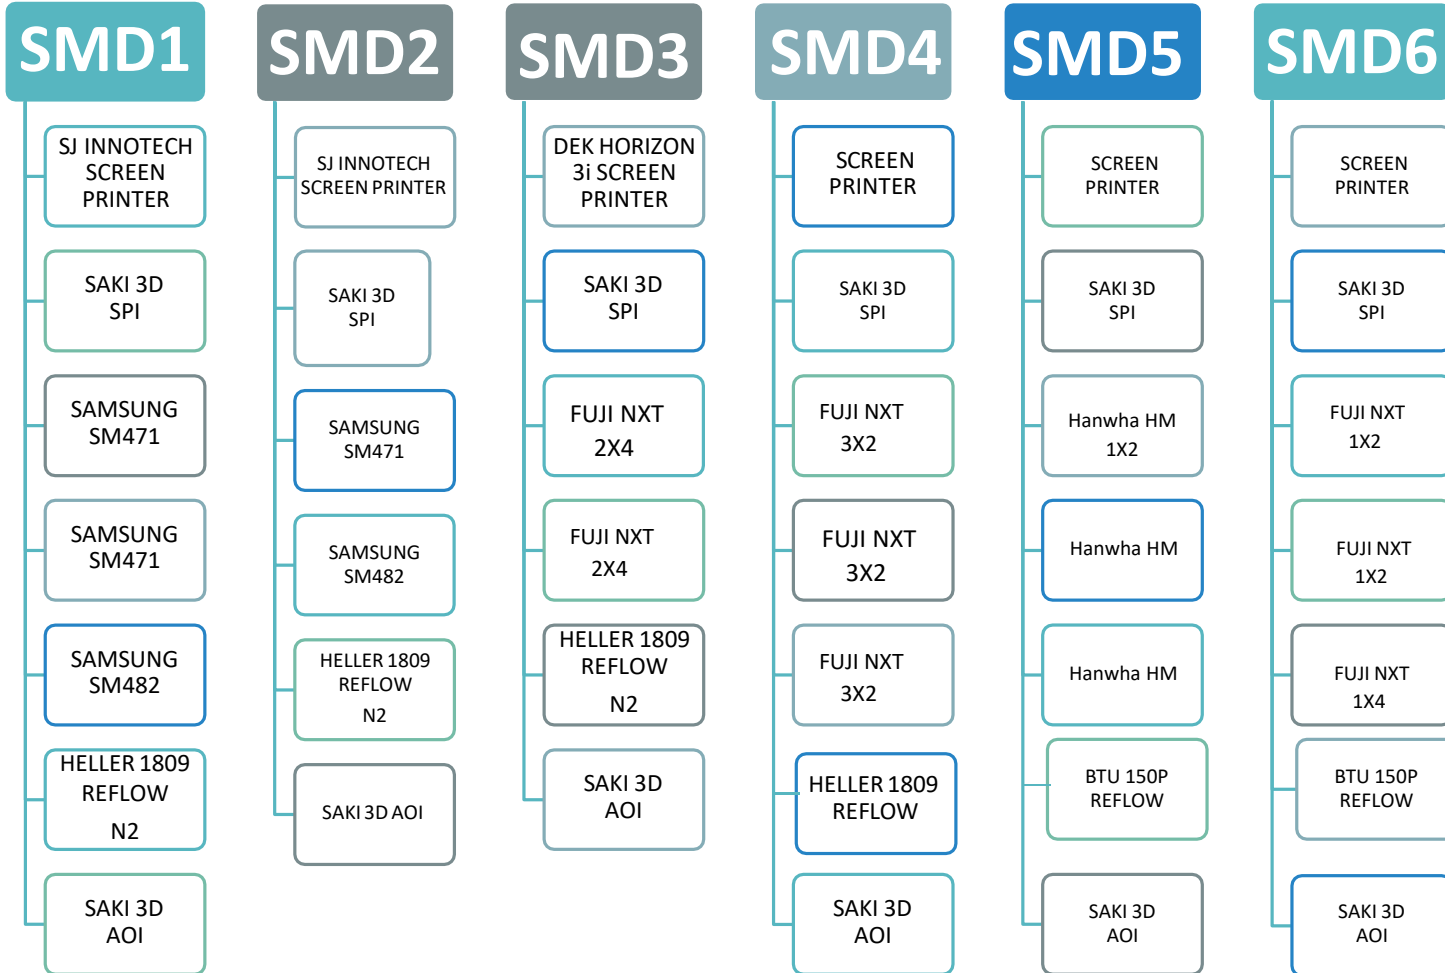 SMD1
SJ INNOTECH
SCREEN
PRINTER
SAKI 3D
SPI
SAMSUNG
SM471
SAMSUNG
SM471
SAMSUNG
SM482
HELLER 1809
REFLOW
N2
SAKI 3D
AOI
SMD2
SJ INNOTECH
SCREEN PRINTER
SAKI 3D
SPI
SAMSUNG
SM471
SAMSUNG
SM482
HELLER 1809
REFLOW
N2
SAKI 3D AOI
SMD3
DEK HORIZON
3i SCREEN
PRINTER
SAKI 3D
SPI
FUJI NXT
2X4
FUJI NXT
2X4
HELLER 1809
REFLOW
N2
SAKI 3D
AOI
SMD4
SCREEN
PRINTER
SAKI 3D
SPI
FUJI NXT
3X2
FUJI NXT
3X2
FUJI NXT
3X2
HELLER 1809
REFLOW
SAKI 3D
AOI
SMD5
SCREEN
PRINTER
SAKI 3D
SPI
Hanwha HM
1X2
Hanwha HM
Hanwha HM
BTU 150P
REFLOW
SAKI 3D
AOI
SMD6
SCREEN
PRINTER
SAKI 3D
SPI
FUJI NXT
1X2
FUJI NXT
1X2
FUJI NXT
1X4
BTU 150P
REFLOW
SAKI 3D
AOI